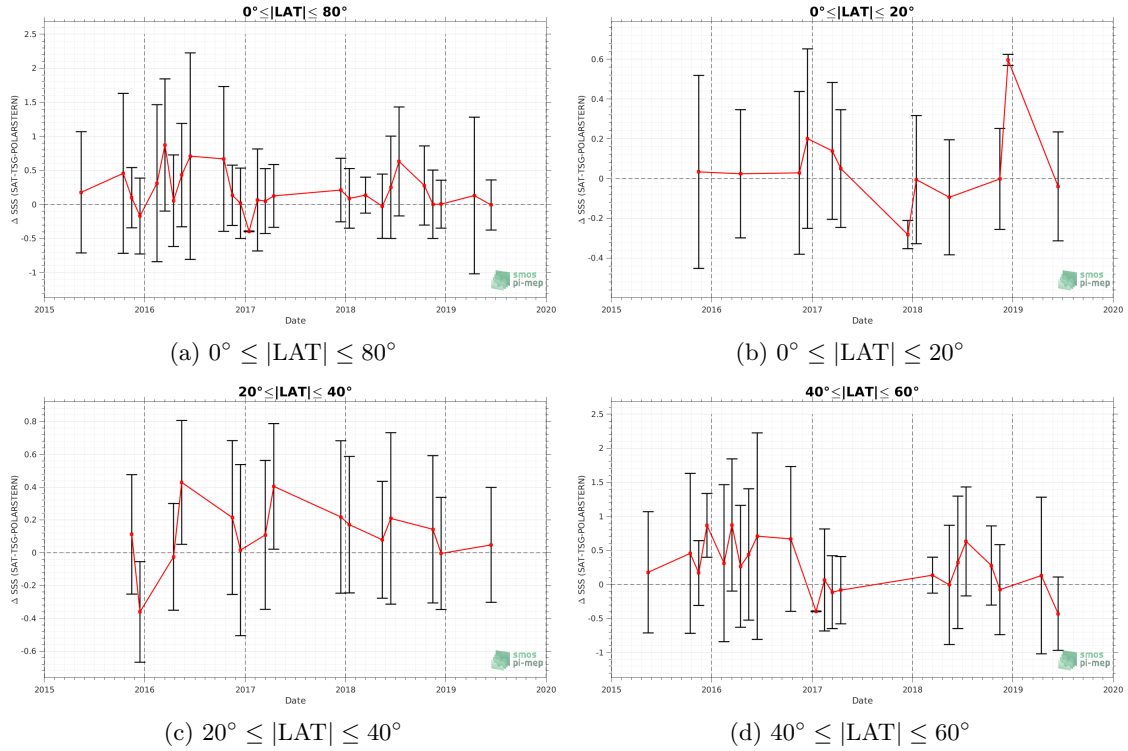 0°≤|LAT|≤ 80°
Δ SSS (SAT-TSG-POLARSTERN)
2.5
2
1.5
1
0.5
0
-0.5
-1
2015 2016 2017 2018 2019 2020
Date
smos
pi-mep
(a) 0° ≤ |LAT| ≤ 80°
0°≤|LAT|≤ 20°
Δ SSS (SAT-TSG-POLARSTERN)
0.6
0.4
0.2
0
-0.2
-0.4
2015 2016 2017 2018 2019 2020
Date
smos
pi-mep
(b) 0° ≤ |LAT| ≤ 20°
20°≤|LAT|≤ 40°
Δ SSS (SAT-TSG-POLARSTERN)
0.8
0.6
0.4
0.2
0
-0.2
-0.4
-0.6
2015 2016 2017 2018 2019 2020
Date
smos
pi-mep
(c) 20° ≤ |LAT| ≤ 40°
40°≤|LAT|≤ 60°
Δ SSS (SAT-TSG-POLARSTERN)
2.5
2
1.5
1
0.5
0
-0.5
-1
2015 2016 2017 2018 2019 2020
Date
smos
pi-mep
(d) 40° ≤ |LAT| ≤ 60°